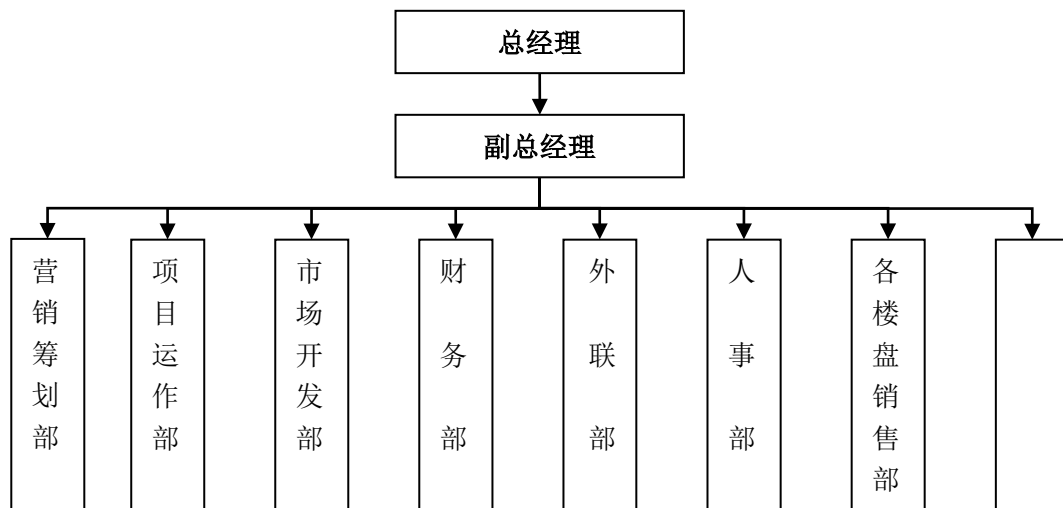 总经理
副总经理
营销筹划部
项目运作部
市场开发部
财务部
外联部
人事部
各楼盘销售部